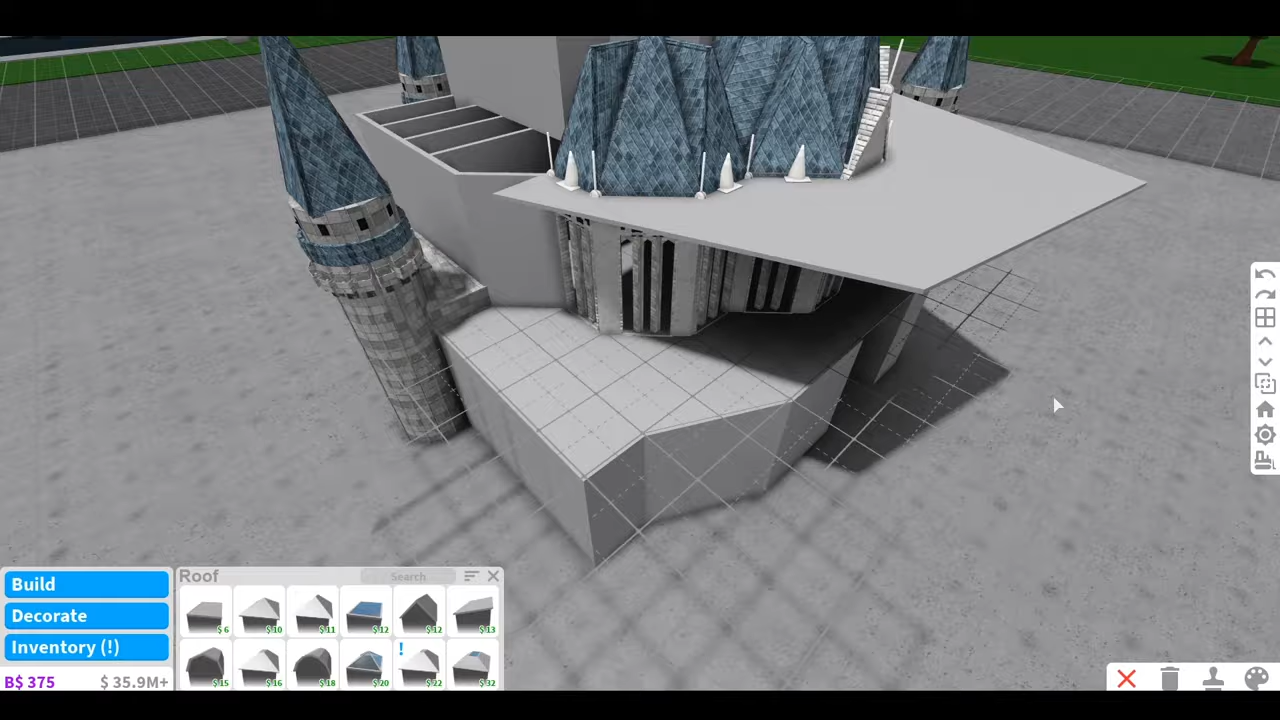 Build
Roof
Search
Decorate
$6 $10 $11 $12 $12 $13
Inventory (!)
!
B$ 375 $ 35.9M+
$15 $16 $18 $20 $22 $32